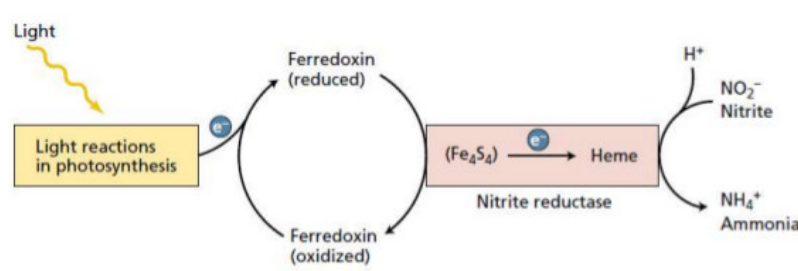 Light
Light reactions
in photosynthesis
e⁻
Ferredoxin
(reduced)
Ferredoxin
(oxidized)
(Fe₄S₄)
e⁻
Heme
Nitrite reductase
H⁺
NO₂⁻
Nitrite
NH₄⁺
Ammonia